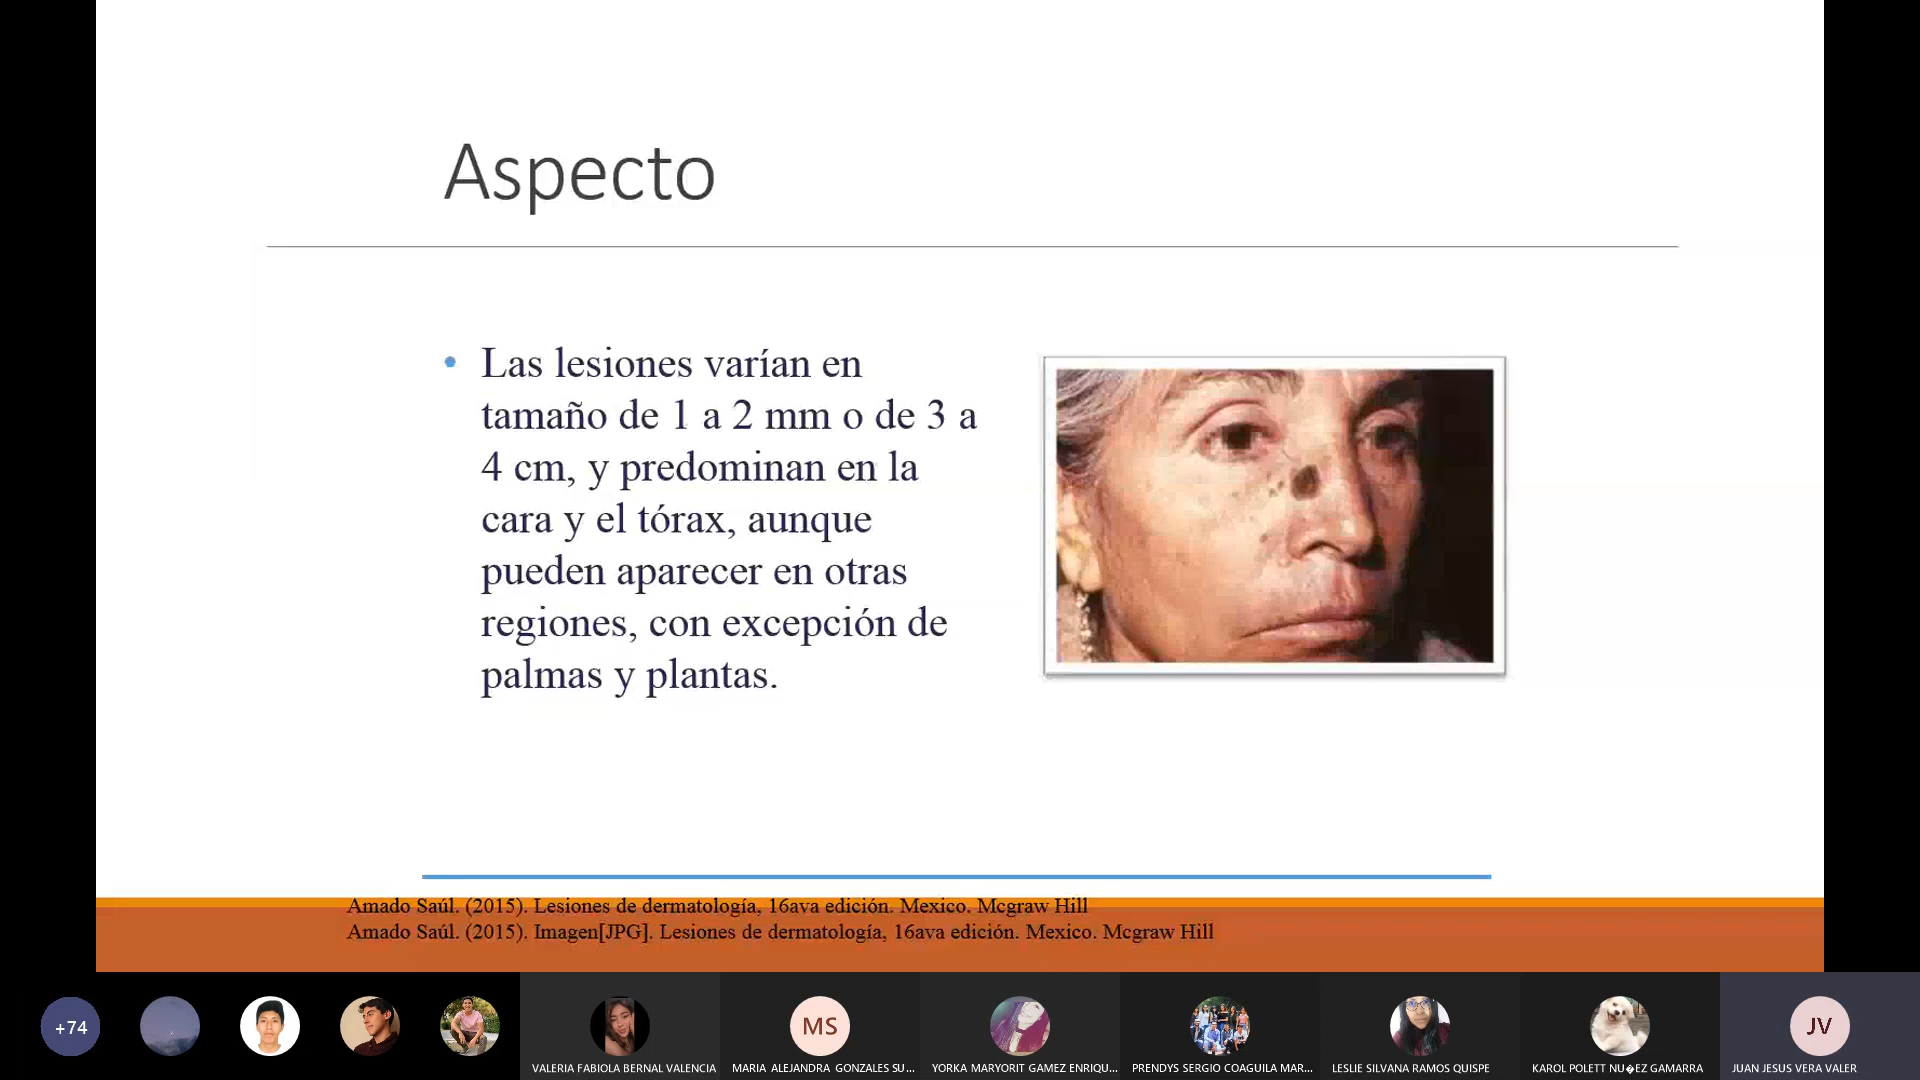 Aspecto
• Las lesiones varían en
tamaño de 1 a 2 mm o de 3 a
4 cm, y predominan en la
cara y el tórax, aunque
pueden aparecer en otras
regiones, con excepción de
palmas y plantas.
Amado Saúl. (2015). Lesiones de dermatología, 16ava edición. Mexico. Mcgraw Hill
Amado Saúl. (2015). Imagen[JPG]. Lesiones de dermatología, 16ava edición. Mexico. Mcgraw Hill
+74
MS
JV
VALERIA FABIOLA BERNAL VALENCIA
MARIA ALEJANDRA GONZALES SU...
YORKA MARYORIT GAMEZ ENRIQU...
PRENDYS SERGIO COAGUILA MAR...
LESLIE SILVANA RAMOS QUISPE
KAROL POLETT NU�EZ GAMARRA
JUAN JESUS VERA VALER